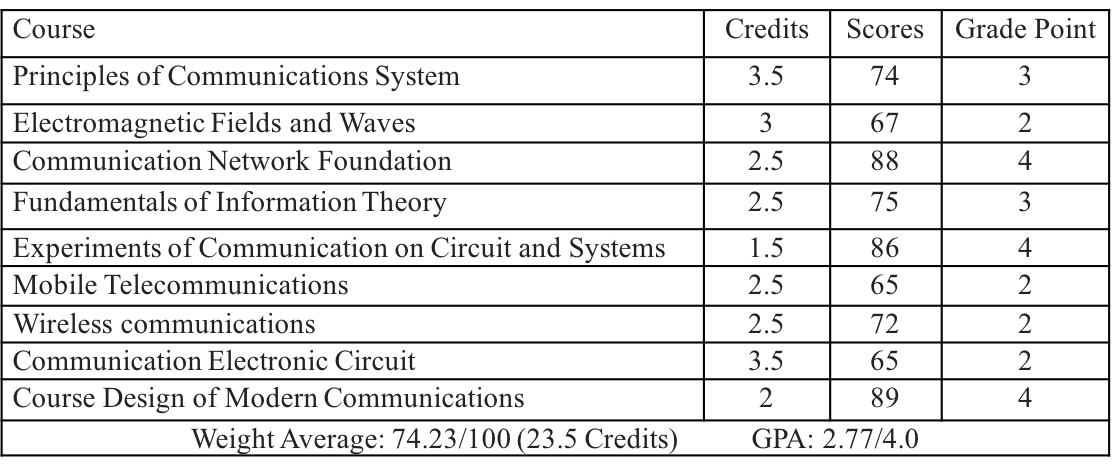 Course Credits Scores Grade Point
Principles of Communications System 3.5 74 3
Electromagnetic Fields and Waves 3 67 2
Communication Network Foundation 2.5 88 4
Fundamentals of Information Theory 2.5 75 3
Experiments of Communication on Circuit and Systems 1.5 86 4
Mobile Telecommunications 2.5 65 2
Wireless communications 2.5 72 2
Communication Electronic Circuit 3.5 65 2
Course Design of Modern Communications 2 89 4
Weight Average: 74.23/100 (23.5 Credits) GPA: 2.77/4.0